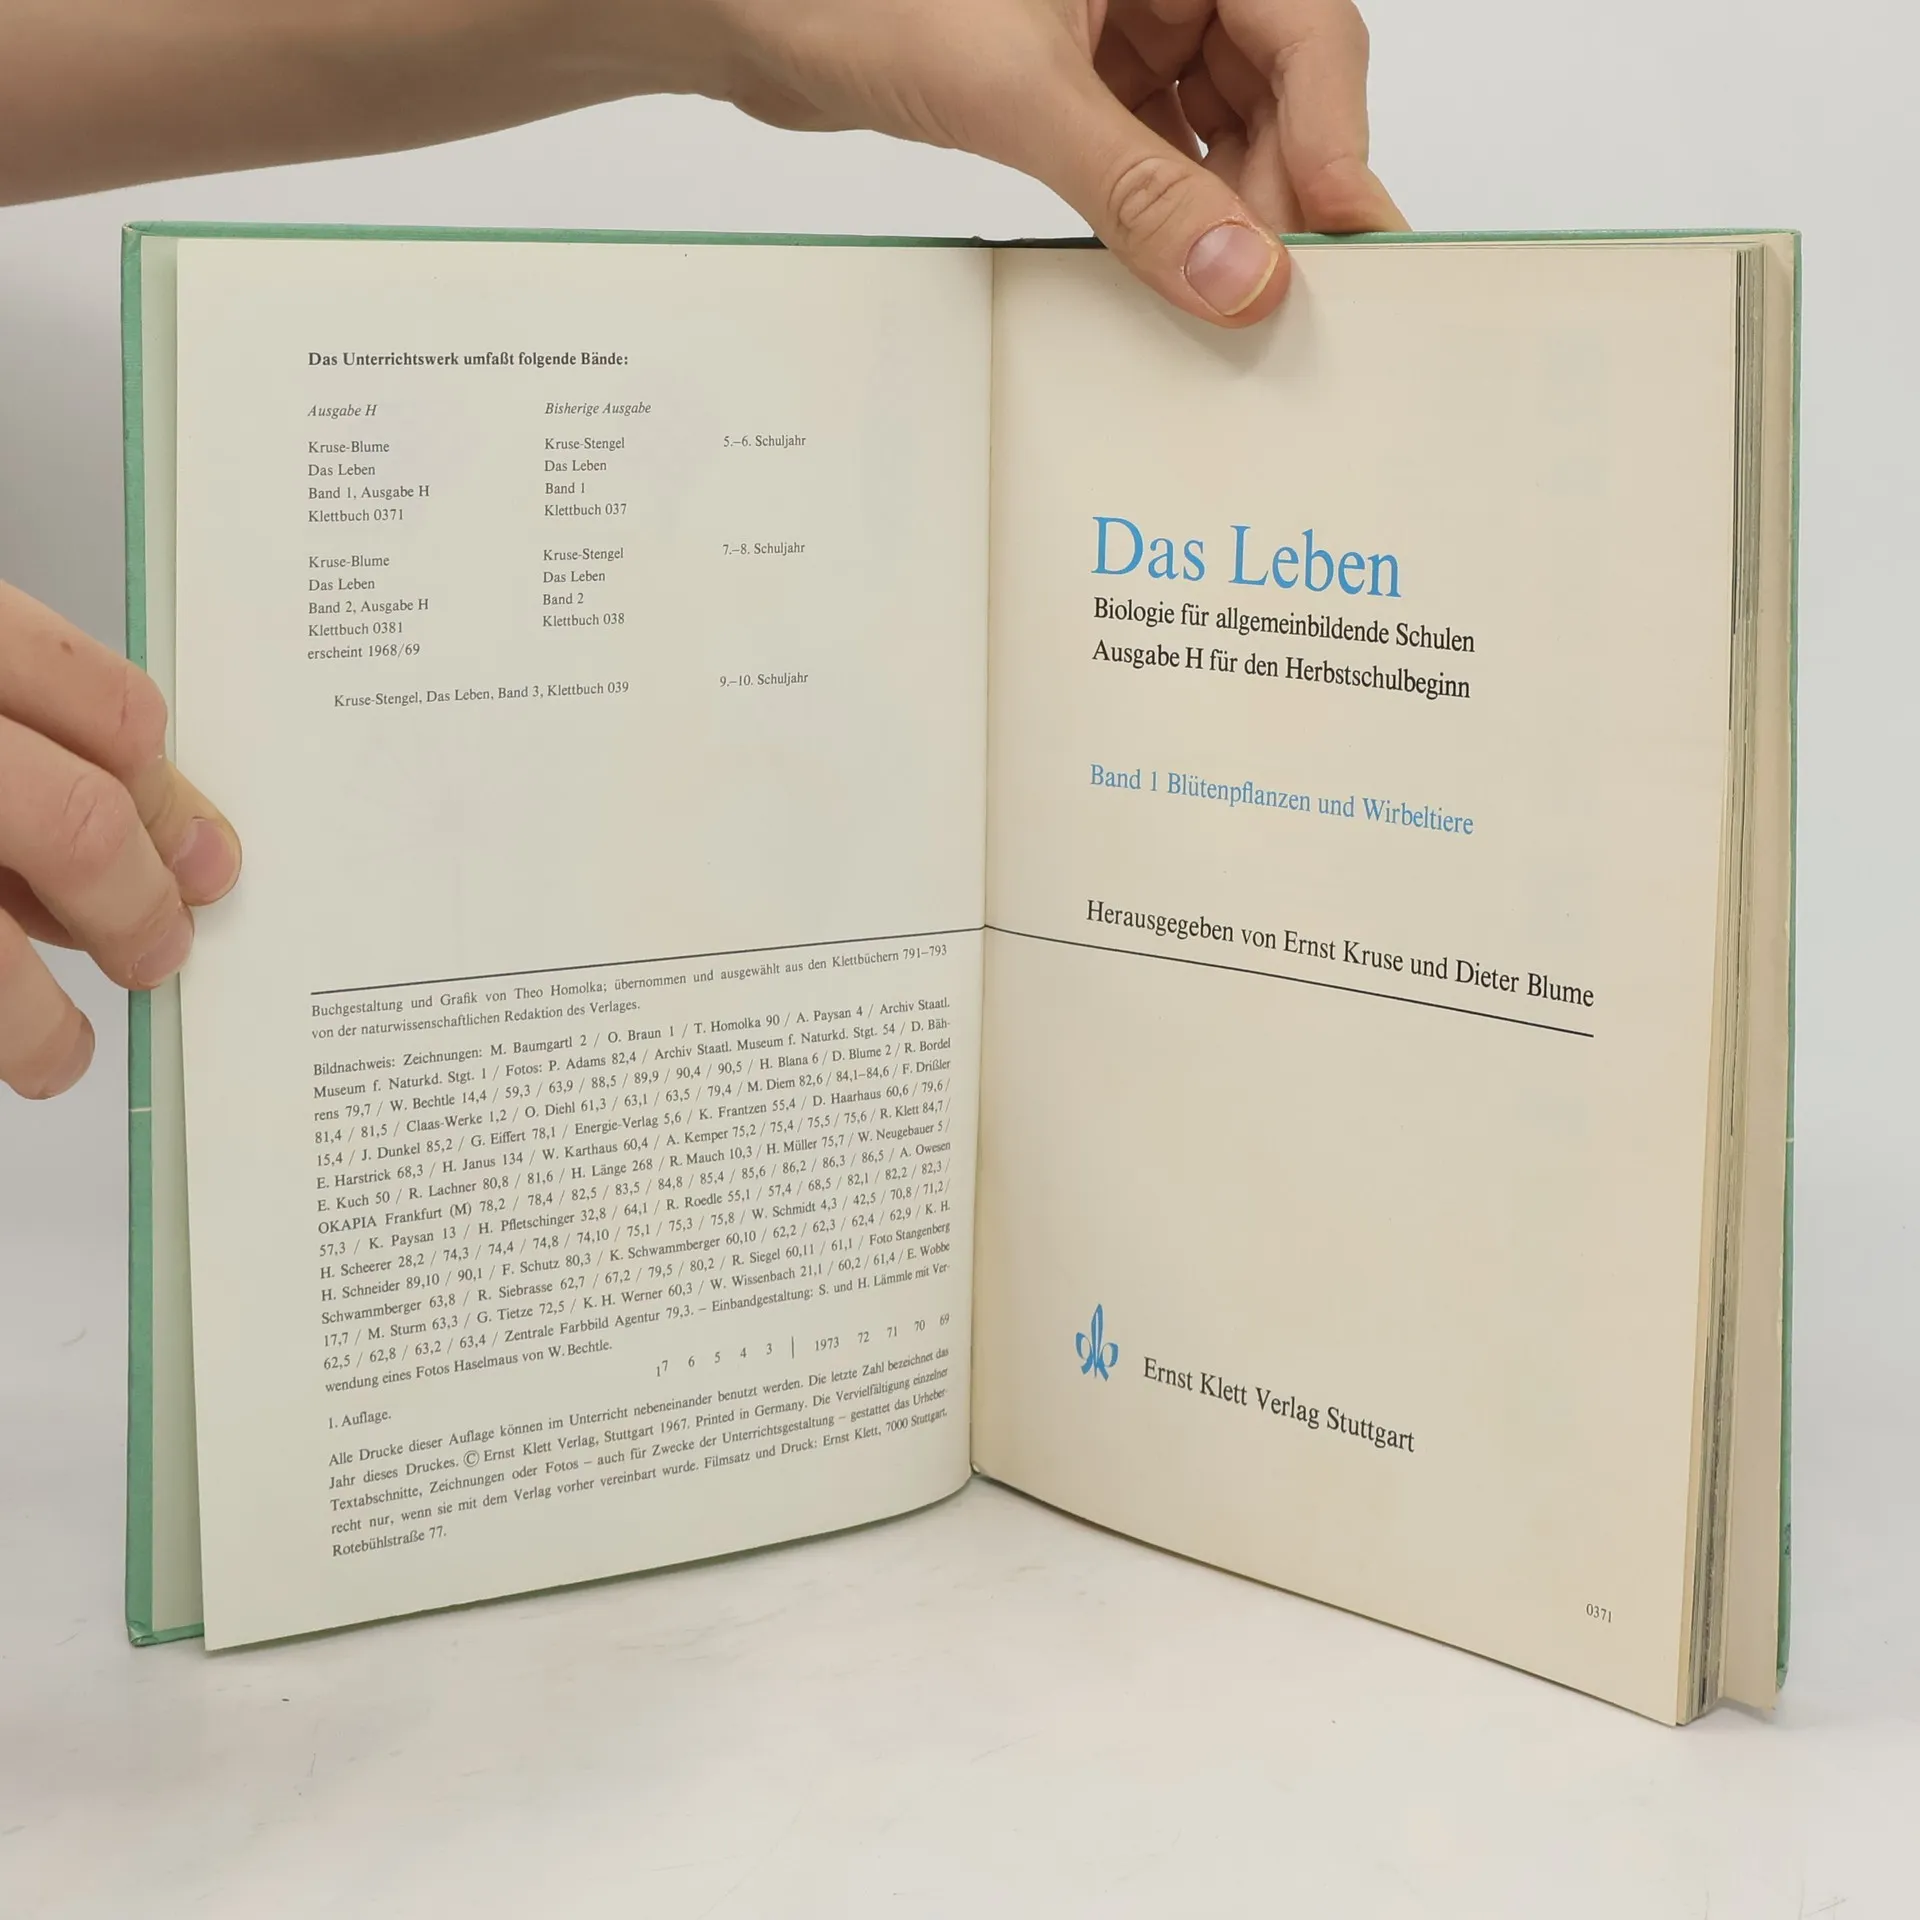 Das Unterrichtswerk umfaßt folgende Bände:
Ausgabe H
Kruse-Blume
Das Leben
Band 1, Ausgabe H
Klettbuch 0371
Bisherige Ausgabe
Kruse-Stengel
Das Leben
Band 1
Klettbuch 037
5.–6. Schuljahr
Kruse-Blume
Das Leben
Band 2, Ausgabe H
Klettbuch 0381
erscheint 1968/69
Kruse-Stengel
Das Leben
Band 2
Klettbuch 038
7.–8. Schuljahr
Kruse-Stengel, Das Leben, Band 3, Klettbuch 039
9.–10. Schuljahr
Buchgestaltung und Grafik von Theo Homolka; übernommen und ausgewählt aus den Klettbüchern 791–793
von der naturwissenschaftlichen Redaktion des Verlages.
Bildnachweis: Zeichnungen: M. Baumgartl 2 / O. Braun 1 / T. Homolka 90 / A. Paysan 4 / Archiv Staatl.
Museum f. Naturkd. Stgt. 1 / Fotos: P. Adams 82,4 / Archiv Staatl. Museum f. Naturkd. Stgt. 54 / D. Bäh-
rens 79,7 / W. Bechtle 14,4 / 59,3 / 63,9 / 88,5 / 89,9 / 90,4 / 90,5 / H. Blana 6 / D. Blume 2 / R. Bordel
81,4 / 81,5 / Claas-Werke 1,2 / O. Diehl 61,3 / 63,1 / 63,5 / 79,4 / M. Diem 82,6 / 84,1–84,6 / F. Drißler
15,4 / J. Dunkel 85,2 / G. Eiffert 78,1 / Energie-Verlag 5,6 / K. Frantzen 55,4 / D. Haarhaus 60,6 / 79,6 /
E. Harstrick 68,3 / H. Janus 134 / W. Karthaus 60,4 / A. Kemper 75,2 / 75,4 / 75,5 / 75,6 / R. Klett 84,7 /
E. Kuch 50 / R. Lachner 80,8 / 81,6 / H. Länge 268 / R. Mauch 10,3 / H. Müller 75,7 / W. Neugebauer 5 /
OKAPIA Frankfurt (M) 78,2 / 78,4 / 82,5 / 83,5 / 84,8 / 85,4 / 85,6 / 86,2 / 86,3 / 86,5 / A. Owesen
57,3 / K. Paysan 13 / H. Pfletschinger 32,8 / 64,1 / R. Roedle 55,1 / 57,4 / 68,5 / 82,1 / 82,2 / 82,3 /
H. Scheerer 28,2 / 74,3 / 74,4 / 74,8 / 74,10 / 75,1 / 75,3 / 75,8 / W. Schmidt 4,3 / 42,5 / 70,8 / 71,2 /
H. Schneider 89,10 / 90,1 / F. Schutz 80,3 / K. Schwammberger 60,10 / 62,2 / 62,3 / 62,4 / 62,9 / K. H.
Schwammberger 63,8 / R. Siebrasse 62,7 / 67,2 / 79,5 / 80,2 / R. Siegel 60,11 / 61,1 / Foto Stangenberg
17,7 / M. Sturm 63,3 / G. Tietze 72,5 / K. H. Werner 60,3 / W. Wissenbach 21,1 / 60,2 / 61,4 / E. Wobbe
62,5 / 62,8 / 63,2 / 63,4 / Zentrale Farbbild Agentur 79,3. – Einbandgestaltung: S. und H. Lämmle mit Ver-
wendung eines Fotos Haselmaus von W. Bechtle.
1. Auflage.
1 7 6 5 4 3 | 1973 72 71 70 69
Alle Drucke dieser Auflage können im Unterricht nebeneinander benutzt werden. Die letzte Zahl bezeichnet das
Jahr dieses Druckes. © Ernst Klett Verlag, Stuttgart 1967. Printed in Germany. Die Vervielfältigung einzelner
Textabschnitte, Zeichnungen oder Fotos – auch für Zwecke der Unterrichtsgestaltung – gestattet das Urheber-
recht nur, wenn sie mit dem Verlag vorher vereinbart wurde. Filmsatz und Druck: Ernst Klett, 7000 Stuttgart,
Rotebühlstraße 77.
Das Leben
Biologie für allgemeinbildende Schulen
Ausgabe H für den Herbstschulbeginn
Band 1 Blütenpflanzen und Wirbeltiere
Herausgegeben von Ernst Kruse und Dieter Blume
Ernst Klett Verlag Stuttgart
0371